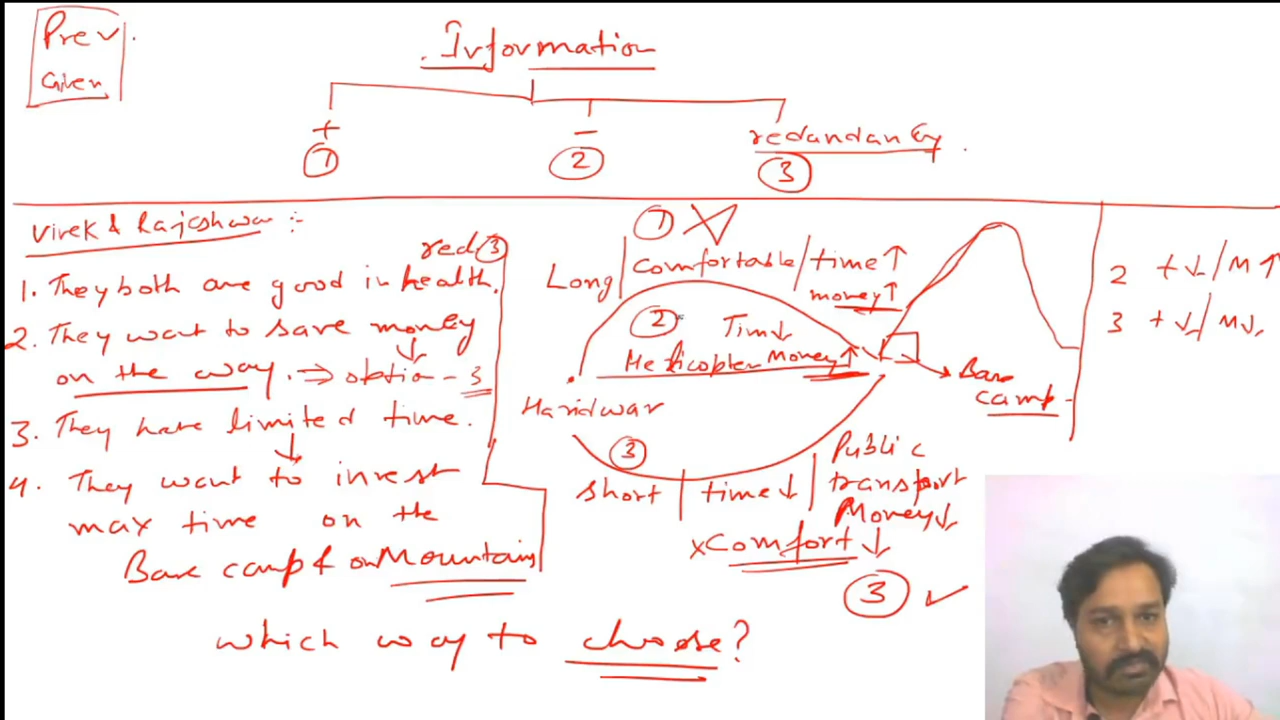 Prev.
Given
Information
+ - redandancy
① ② ③
Virek & Rajeshwar :-
red ③
1. They both are good in health.
2. They want to save money
on the way. ⇒ option - 3
3. They have limited time.
4. They want to invest
max time on the
Base camp & on Mountains
which way to choose?
①
Long | comfortable / time ↑
money ↑
② Tim↓
Helicopter Money ↑
Haridwar
Base
camp
③
short | time ↓ | Public
transport
Money ↓
x Comfort ↓
③ ✓
2 t ↓ / M ↑
3 t ↓ / M ↓